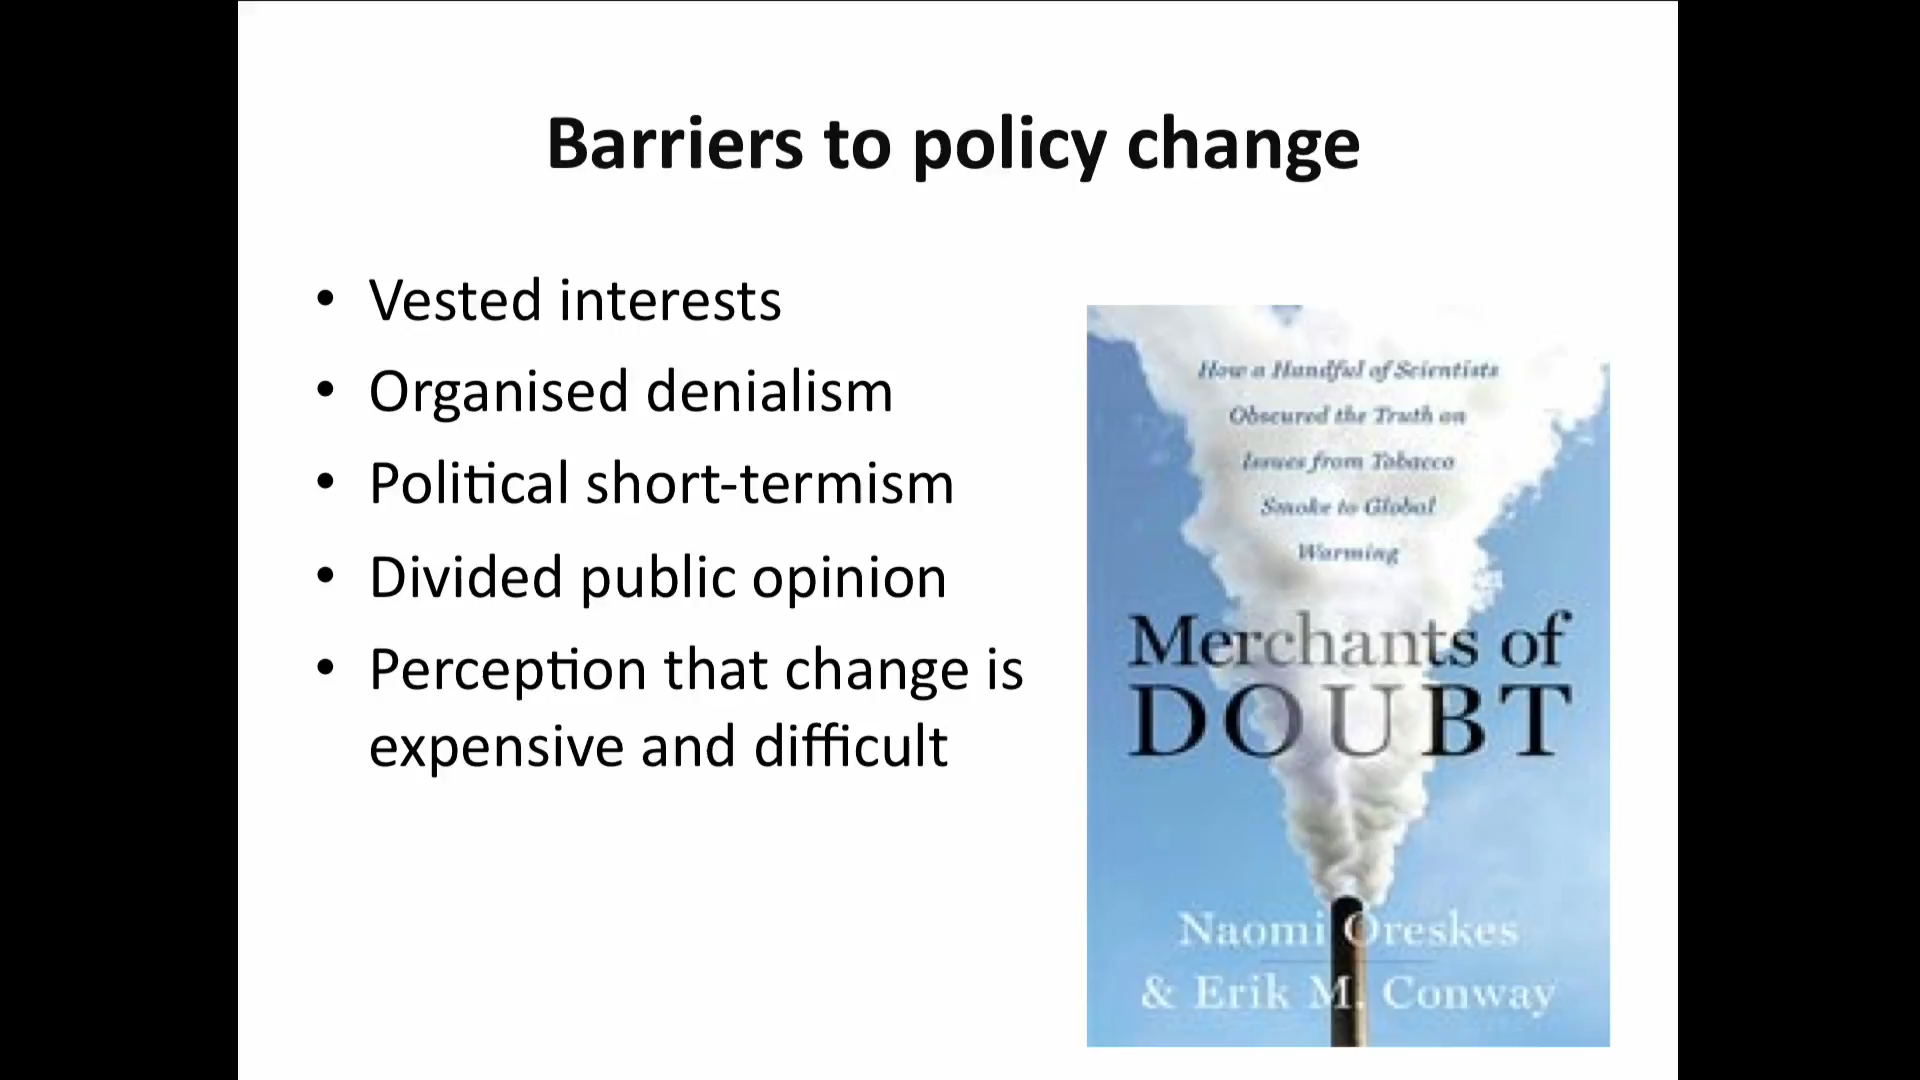 Barriers to policy change
• Vested interests
• Organised denialism
• Political short-termism
• Divided public opinion
• Perception that change is
expensive and difficult
How a Handful of Scientists
Obscured the Truth on
Issues from Tobacco
Smoke to Global
Warming
Merchants of
DOUBT
Naomi Oreskes
& Erik M. Conway